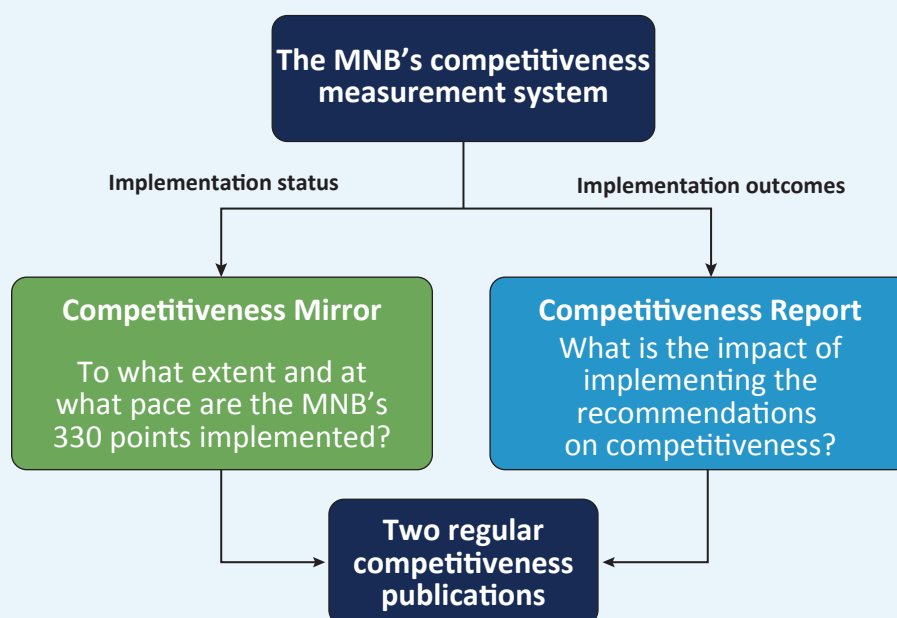 The MNB’s competitiveness
measurement system
Implementation status
Implementation outcomes
Competitiveness Mirror
To what extent and at
what pace are the MNB’s
330 points implemented?
Competitiveness Report
What is the impact of
implementing the
recommendations
on competitiveness?
Two regular
competitiveness
publications